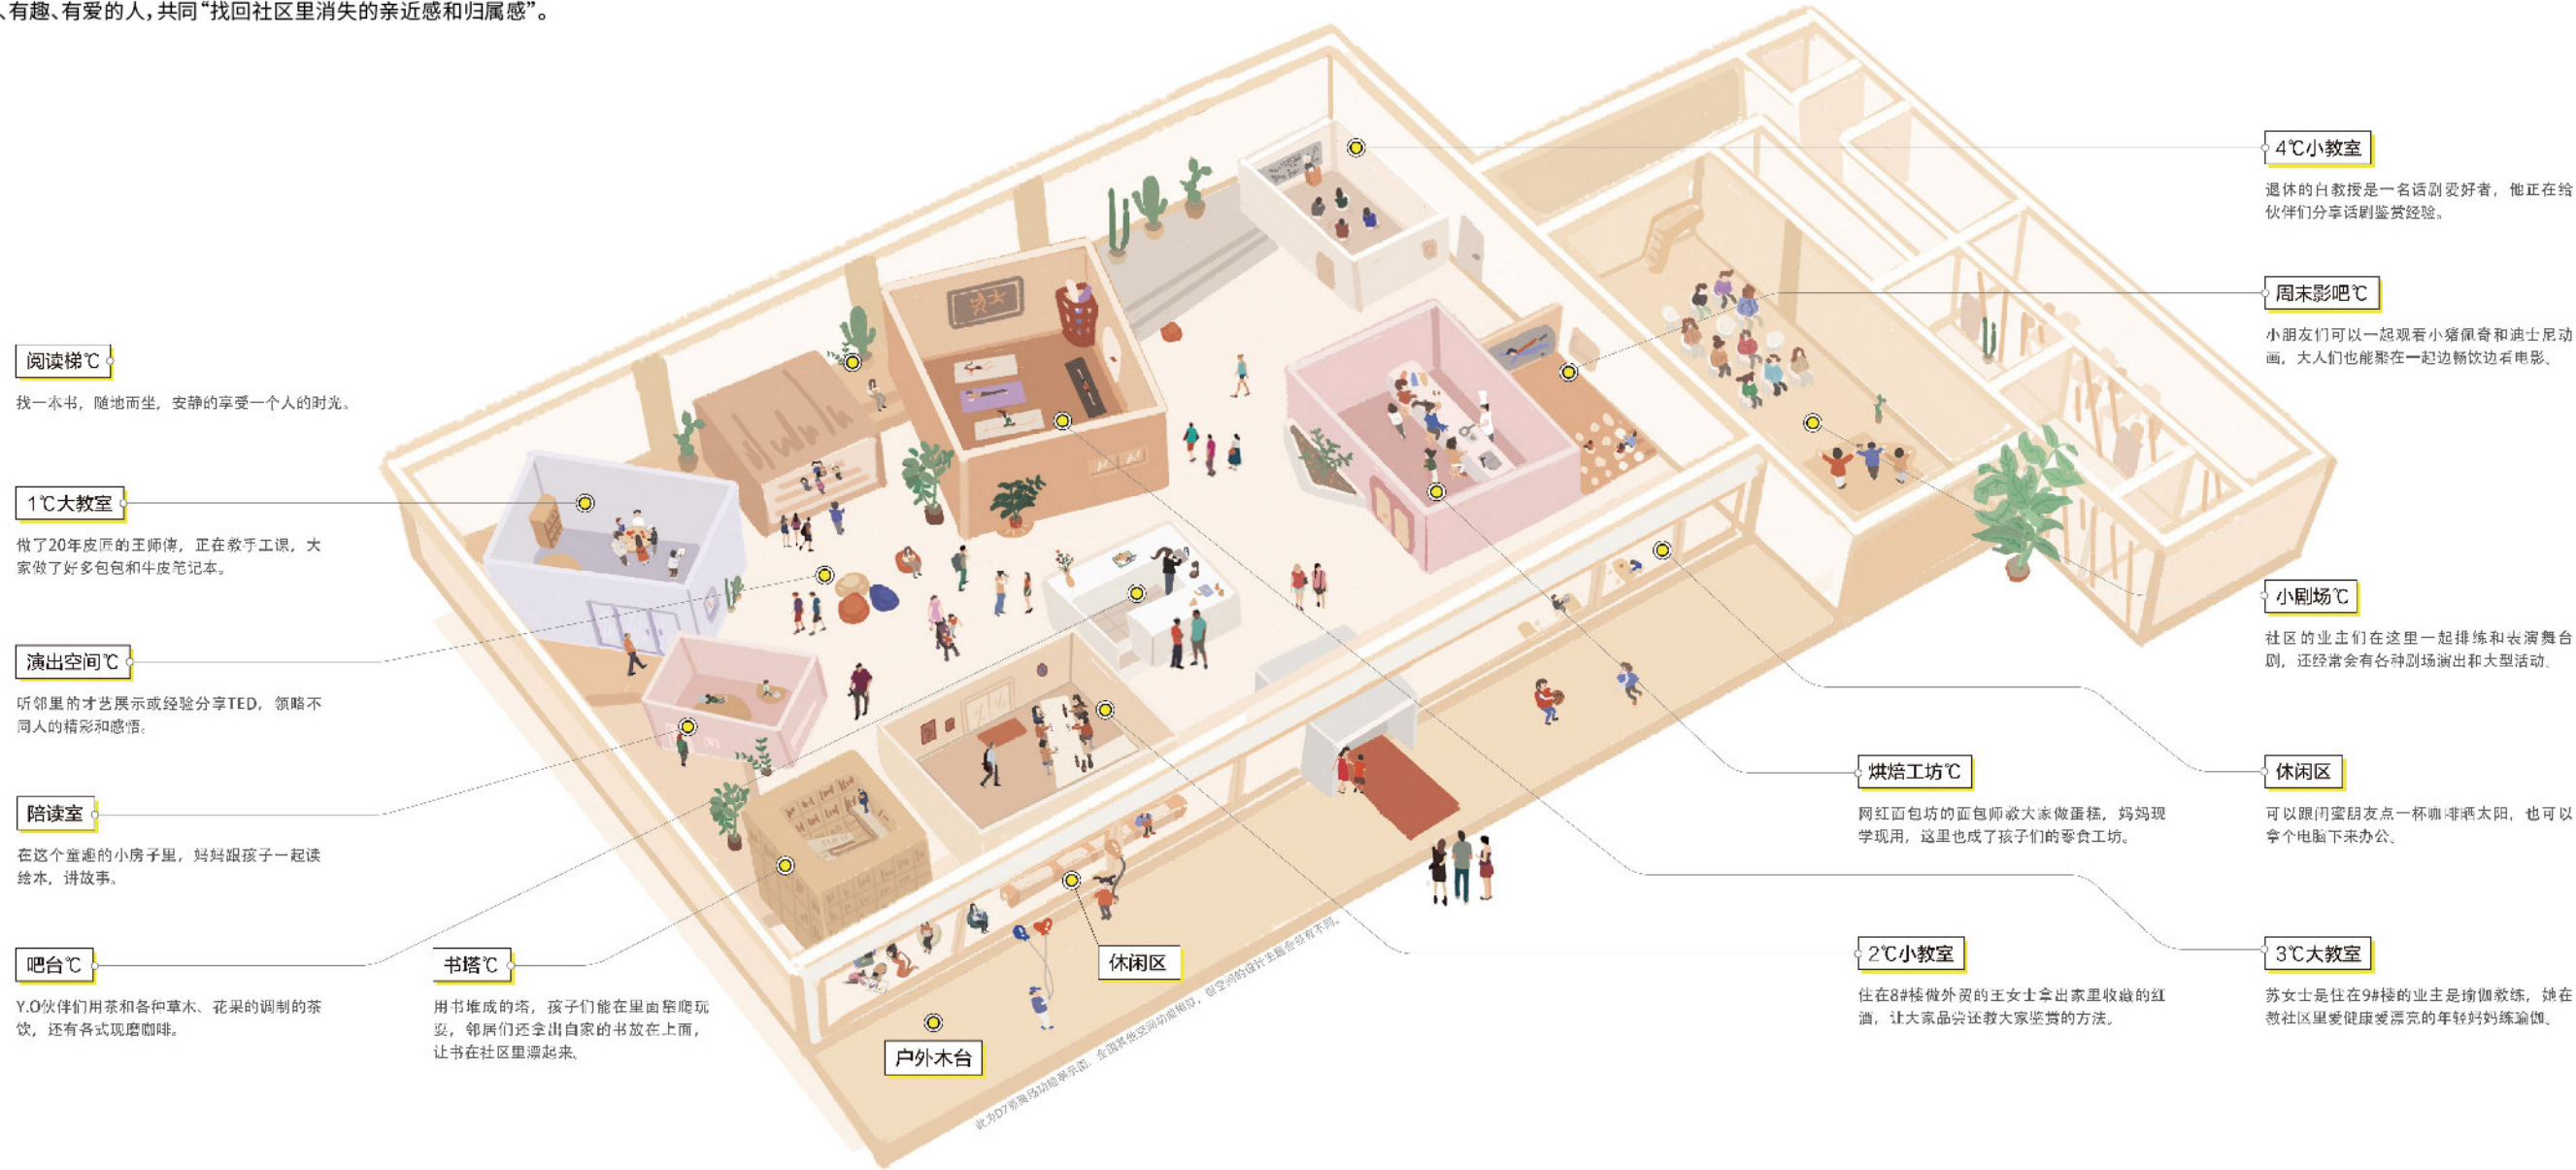 、有趣、有爱的人，共同“找回社区里消失的亲近感和归属感”。
阅读梯℃
找一本书，随地而坐，安静的享受一个人的时光。
1℃大教室
做了20年皮匠的王师傅，正在教手工课，大
家做了好多包包和牛皮笔记本。
演出空间℃
听邻里的才艺展示或经验分享TED，领略不
同人的精彩和感悟。
陪读室
在这个童趣的小房子里，妈妈跟孩子一起读
绘本，讲故事。
吧台℃
Y.O伙伴们用茶和各种草木、花果的调制的茶
饮，还有各式现磨咖啡。
书塔℃
用书堆成的塔，孩子们能在里面攀爬玩
耍，邻居们还拿出自家的书放在上面，
让书在社区里漂起来。
休闲区
户外木台
4℃小教室
退休的白教授是一名话剧爱好者，他正在给
伙伴们分享话剧鉴赏经验。
周末影吧℃
小朋友们可以一起观看小猪佩奇和迪士尼动
画，大人们也能聚在一起边畅饮边看电影。
小剧场℃
社区的业主们在这里一起排练和表演舞台
剧，还经常会有各种剧场演出和大型活动。
烘焙工坊℃
网红面包坊的面包师教大家做蛋糕，妈妈现
学现用，这里也成了孩子们的零食工坊。
休闲区
可以跟闺蜜朋友点一杯咖啡晒太阳，也可以
拿个电脑下来办公。
2℃小教室
住在8#楼做外贸的王女士拿出家里收藏的红
酒，让大家品尝还教大家鉴赏的方法。
3℃大教室
苏女士是住在9#楼的业主是瑜伽教练，她在
教社区里爱健康爱漂亮的年轻妈妈练瑜伽。